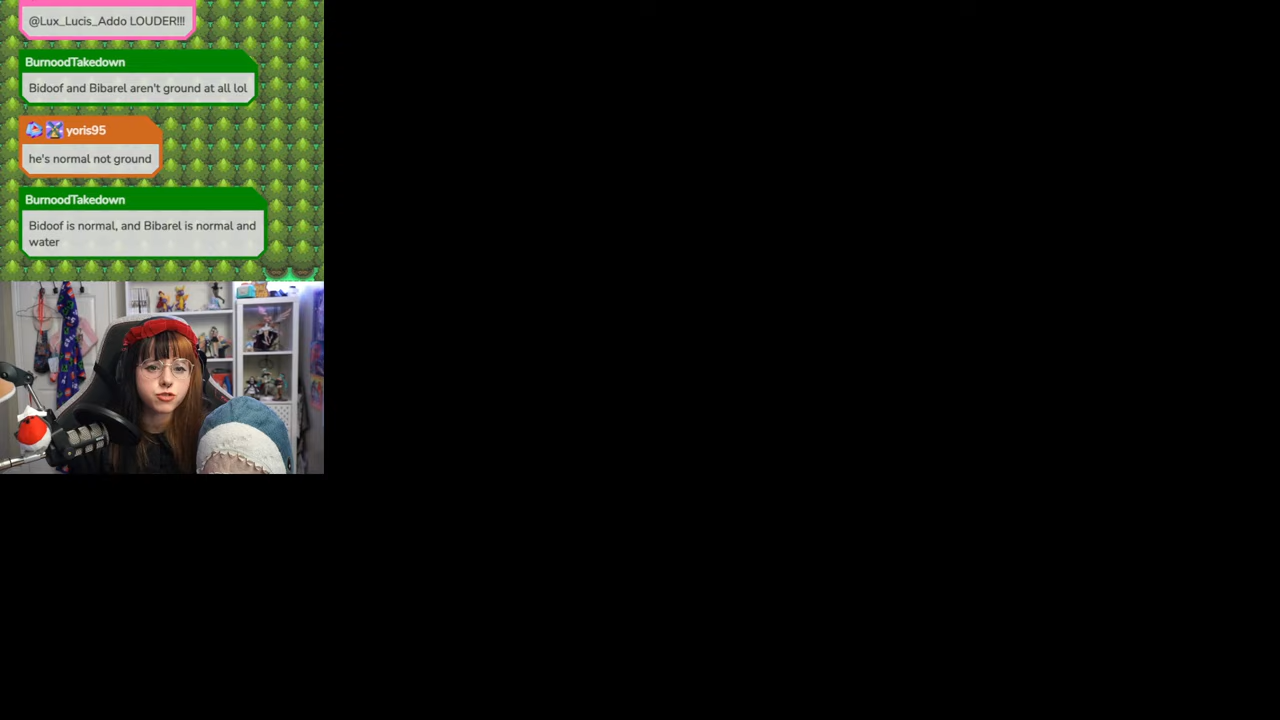 @Lux_Lucis_Addo LOUDER!!!
BurnoodTakedown
Bidoof and Bibarel aren't ground at all lol
yoris95
he's normal not ground
BurnoodTakedown
Bidoof is normal, and Bibarel is normal and
water